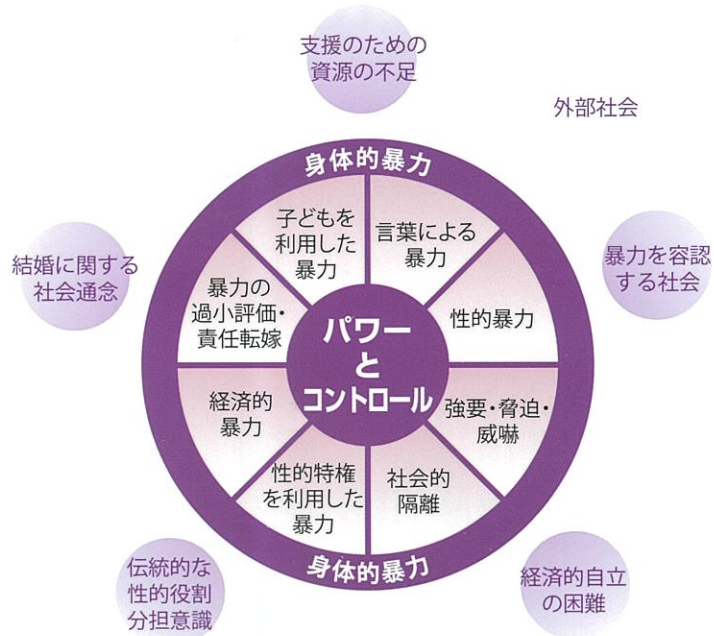 支援のための
資源の不足
外部社会
身体的暴力
子どもを
利用した
暴力
言葉による
暴力
結婚に関する
社会通念
暴力を容認
する社会
暴力の
過小評価・
責任転嫁
性的暴力
パワー
と
コントロール
経済的
暴力
強要・脅迫・
威嚇
性的特権
を利用した
暴力
社会的
隔離
身体的暴力
伝統的な
性的役割
分担意識
経済的自立
の困難